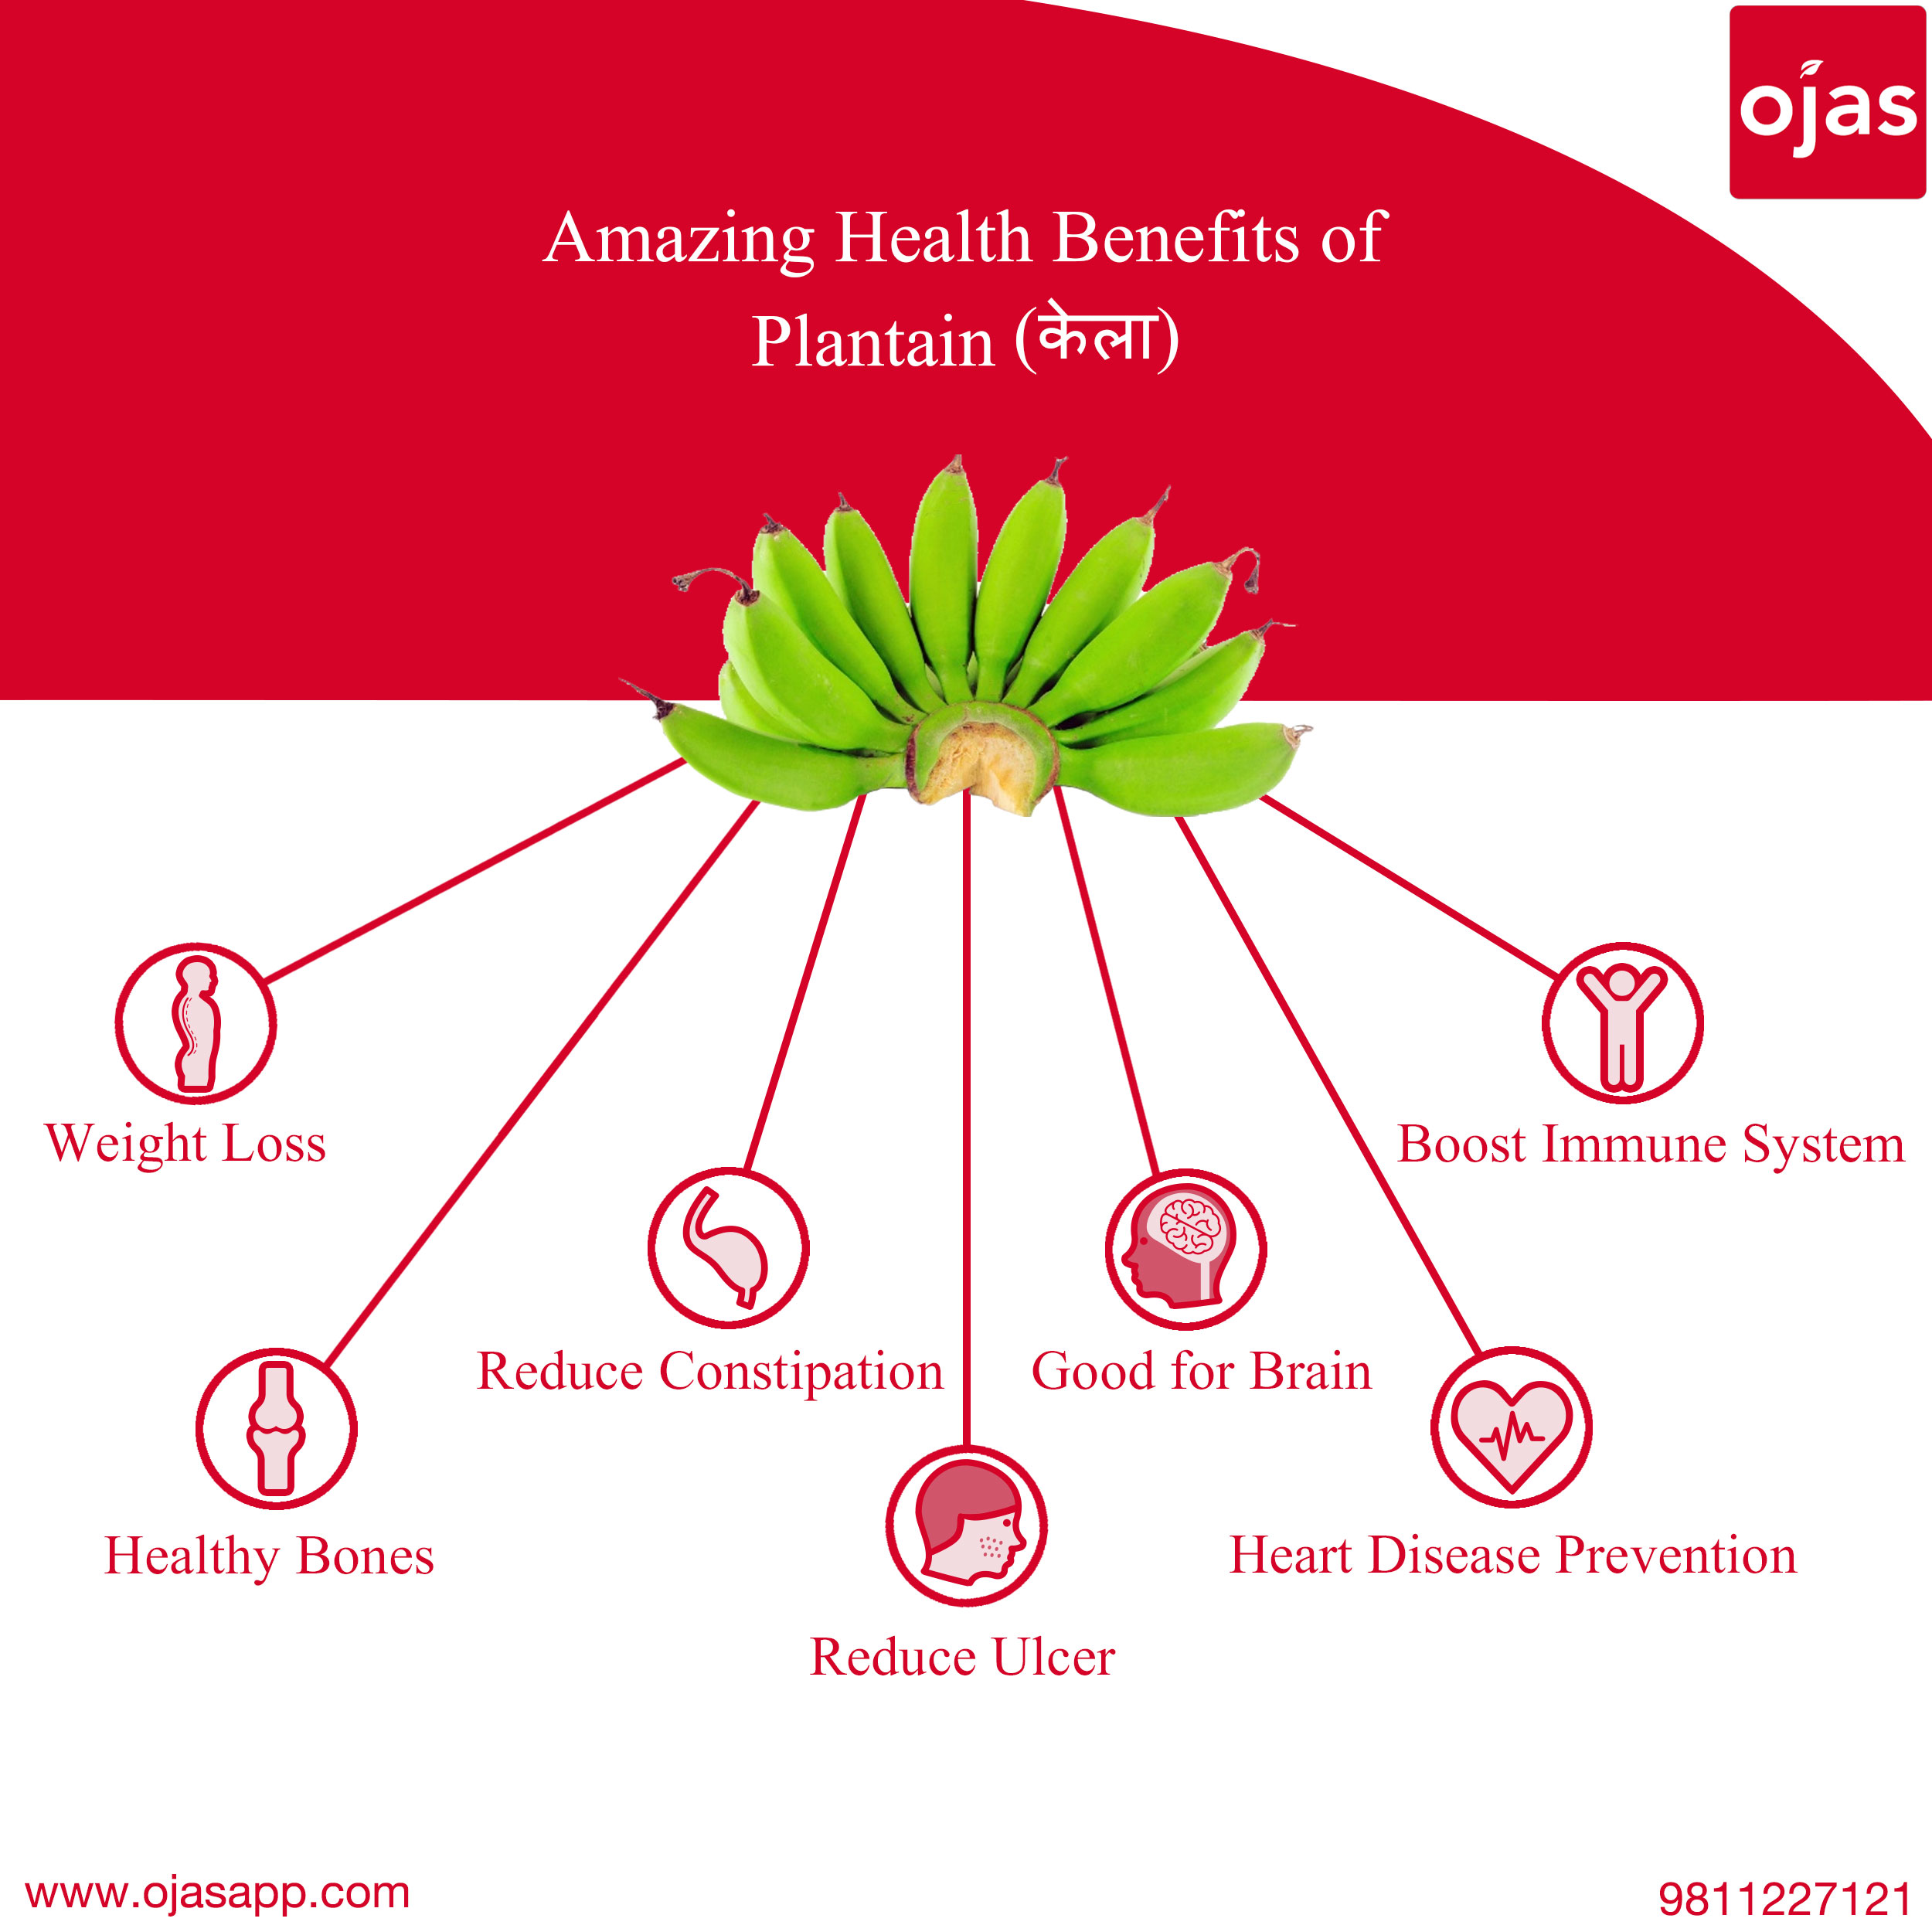 ojas
Amazing Health Benefits of
Plantain (केला)
Weight Loss
Boost Immune System
Reduce Constipation
Good for Brain
Healthy Bones
Heart Disease Prevention
Reduce Ulcer
www.ojasapp.com
9811227121